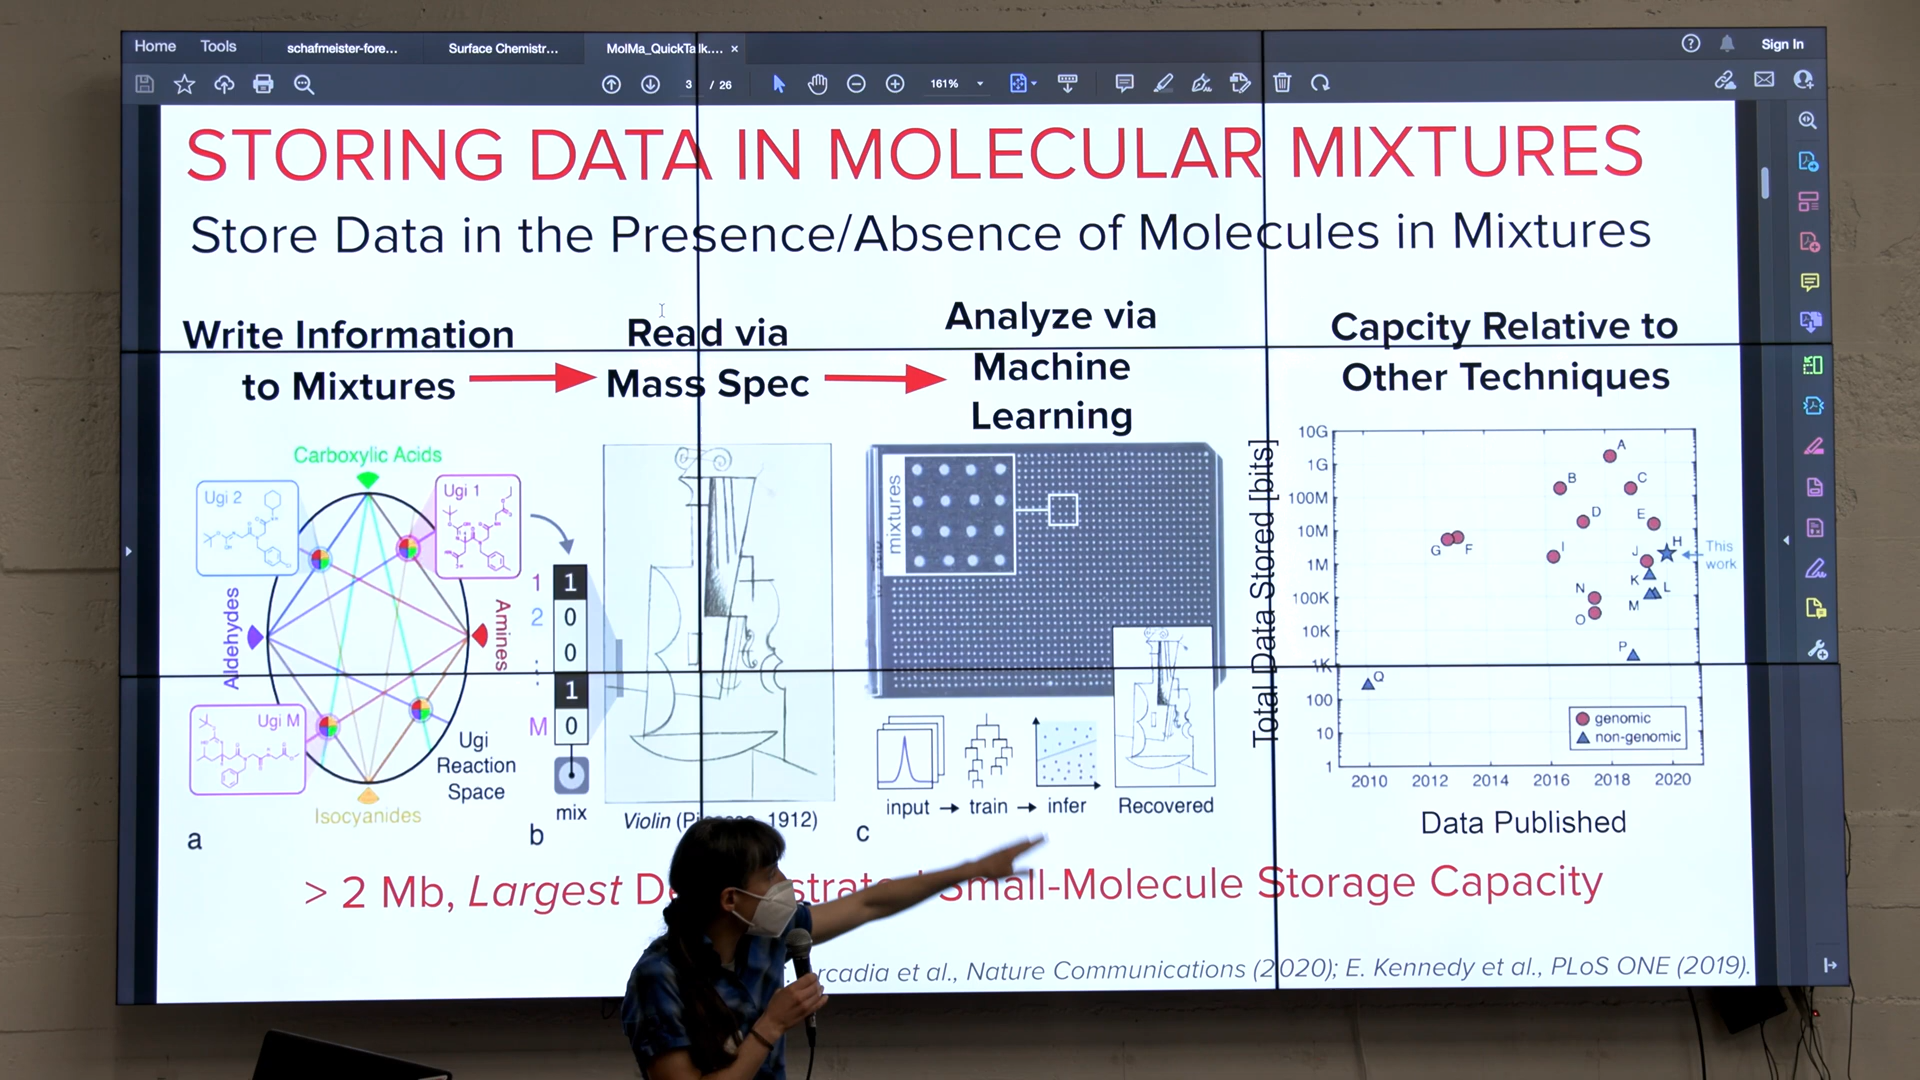 Home Tools schafmeister-fore... Surface Chemistr... MolMa_QuickTalk.... × Sign In
3 / 26 161%
STORING DATA IN MOLECULAR MIXTURES
Store Data in the Presence/Absence of Molecules in Mixtures
Write Information
to Mixtures
Read via
Mass Spec
Analyze via
Machine
Learning
Capcity Relative to
Other Techniques
Carboxylic Acids
Ugi 2
Ugi 1
Aldehydes
Amines
Ugi M
Isocyanides
Ugi
Reaction
Space
a
1 1
2 0
0
1
M 0
mix
b
Violin 1912)
mixtures
input → train → infer
Recovered
c
Total Data Stored [bits]
10G
1G
100M
10M
1M
100K
10K
1K
100
10
1
A
B
C
D
E
G
F
H
I
J
K
L
M
N
O
P
Q
This
work
genomic
non-genomic
2010 2012 2014 2016 2018 2020
Data Published
> 2 Mb, Largest Small-Molecule Storage Capacity
et al., Nature Communications (2020); E. Kennedy et al., PLoS ONE (2019).